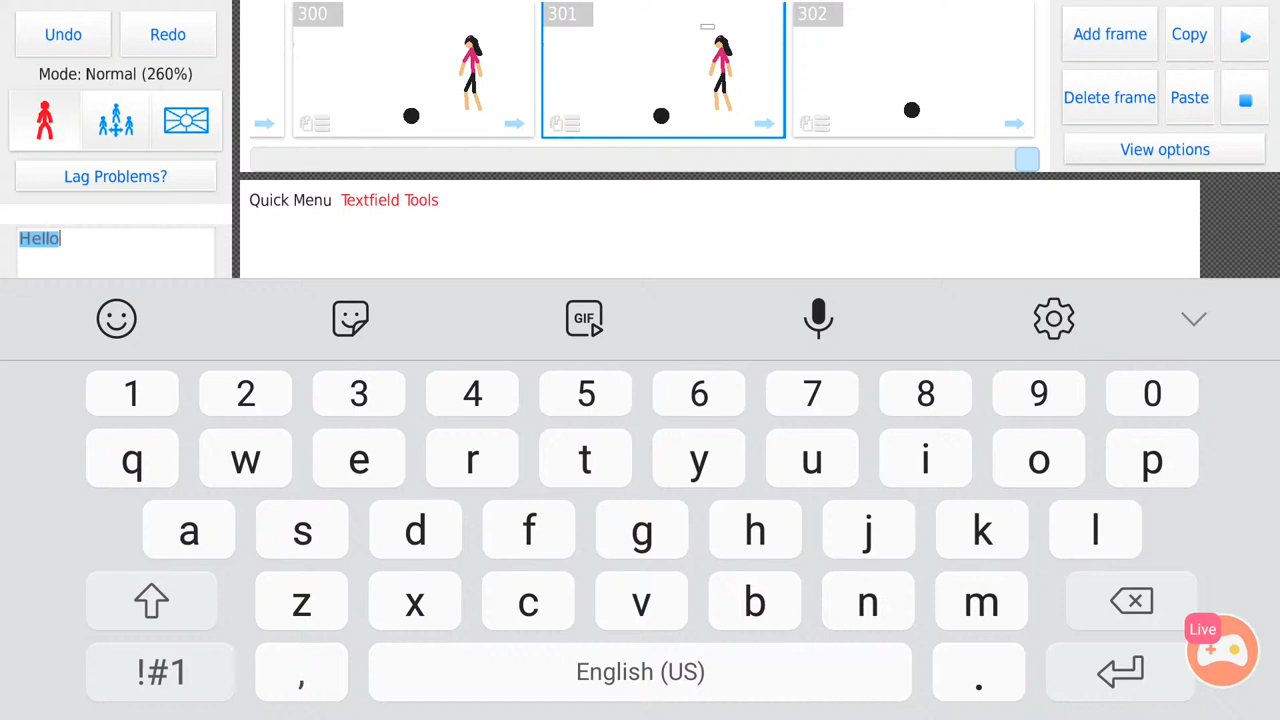 Undo Redo
Mode: Normal (260%)
Lag Problems?
Hello
300 301 302
Add frame Copy
Delete frame Paste
View options
Quick Menu Textfield Tools
GIF
1 2 3 4 5 6 7 8 9 0
q w e r t y u i o p
a s d f g h j k l
z x c v b n m
Live
!#1 , English (US) .